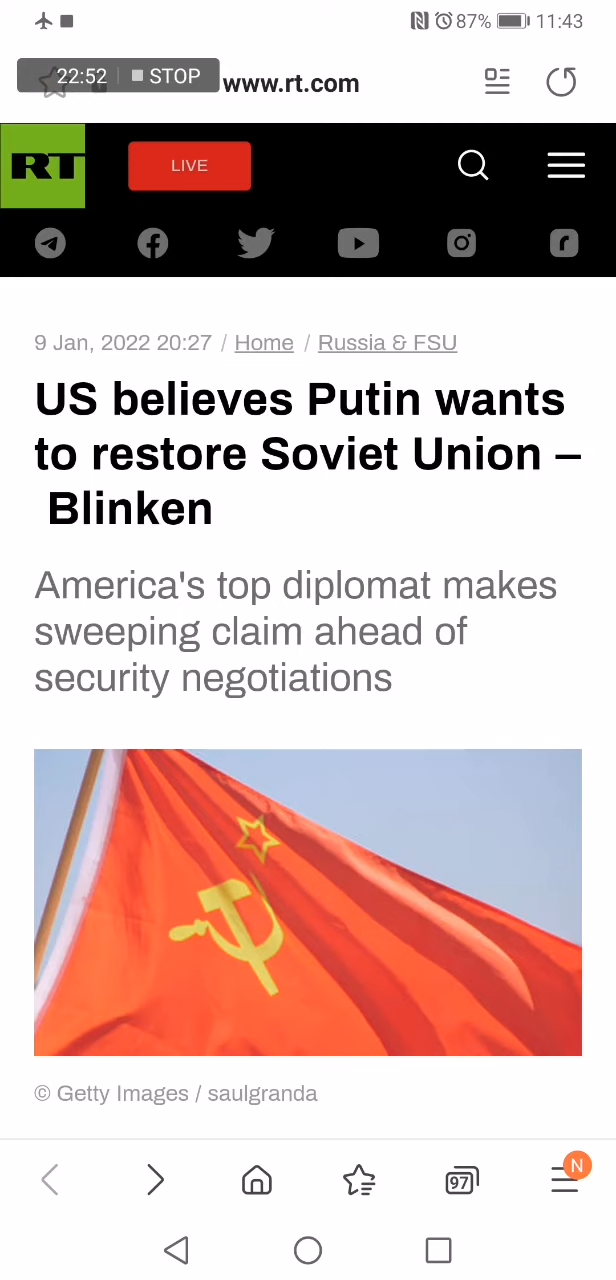 87% 11:43
22:52 STOP www.rt.com
RT LIVE
9 Jan, 2022 20:27 / Home / Russia & FSU
US believes Putin wants
to restore Soviet Union –
Blinken
America's top diplomat makes
sweeping claim ahead of
security negotiations
© Getty Images / saulgranda
97 N